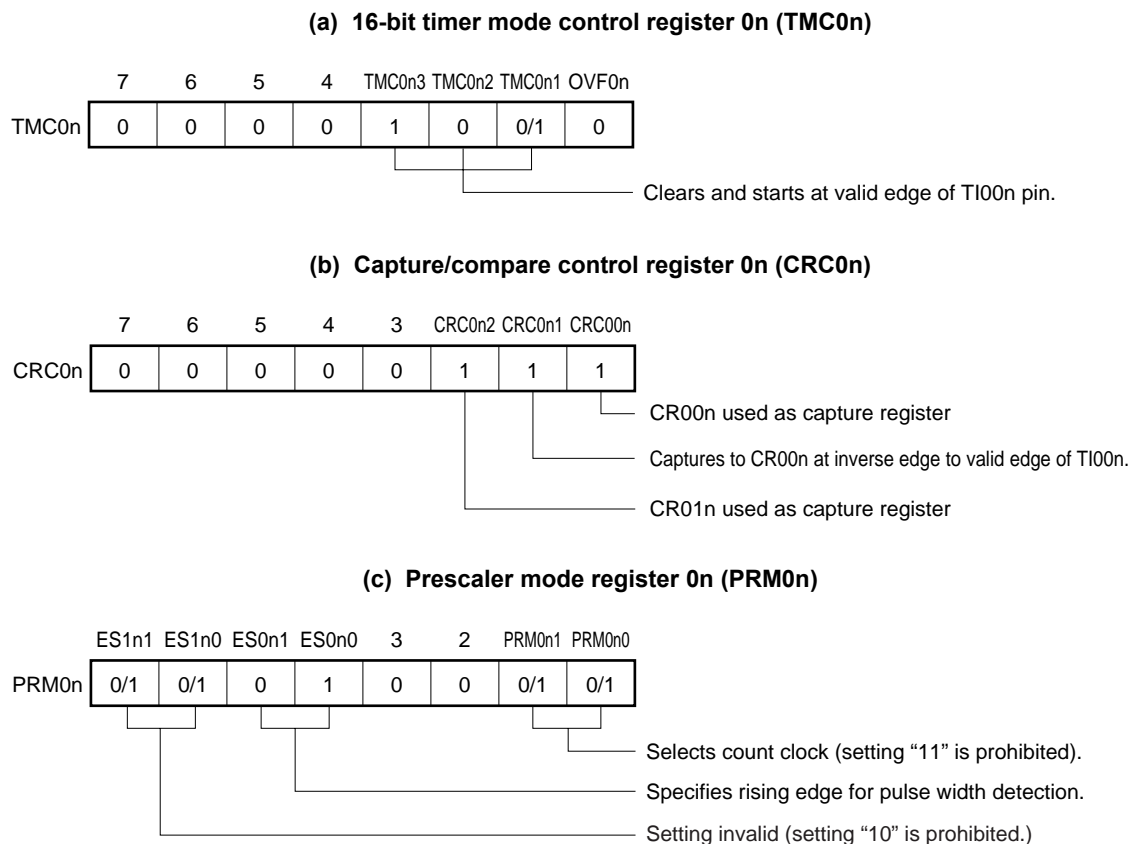 (a) 16-bit timer mode control register 0n (TMC0n)
7 6 5 4 TMC0n3 TMC0n2 TMC0n1 OVF0n
TMC0n 0 0 0 0 1 0 0/1 0
Clears and starts at valid edge of TI00n pin.
(b) Capture/compare control register 0n (CRC0n)
7 6 5 4 3 CRC0n2 CRC0n1 CRC00n
CRC0n 0 0 0 0 0 1 1 1
CR00n used as capture register
Captures to CR00n at inverse edge to valid edge of TI00n.
CR01n used as capture register
(c) Prescaler mode register 0n (PRM0n)
ES1n1 ES1n0 ES0n1 ES0n0 3 2 PRM0n1 PRM0n0
PRM0n 0/1 0/1 0 1 0 0 0/1 0/1
Selects count clock (setting “11” is prohibited).
Specifies rising edge for pulse width detection.
Setting invalid (setting “10” is prohibited.)